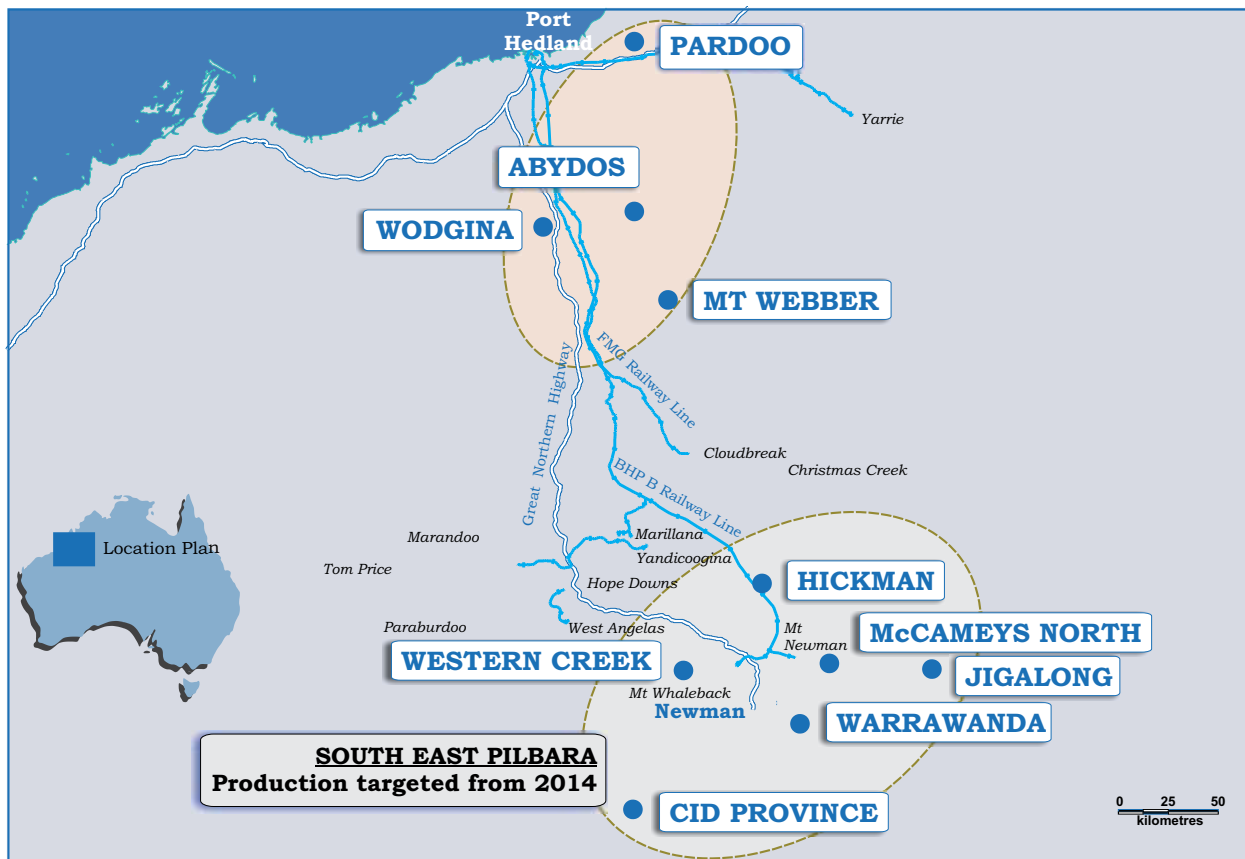 Port
Hedland
PARDOO
Yarrie
ABYDOS
WODGINA
MT WEBBER
FMG Railway Line
Great Northern Highway
Cloudbreak
Christmas Creek
BHP B Railway Line
Marandoo
Marillana
Yandicoogina
Location Plan
Tom Price
Hope Downs
HICKMAN
Paraburdoo
West Angelas
Mt
Newman
McCAMEYS NORTH
WESTERN CREEK
JIGALONG
Mt Whaleback
Newman
WARRAWANDA
SOUTH EAST PILBARA
Production targeted from 2014
CID PROVINCE
0 25 50
kilometres